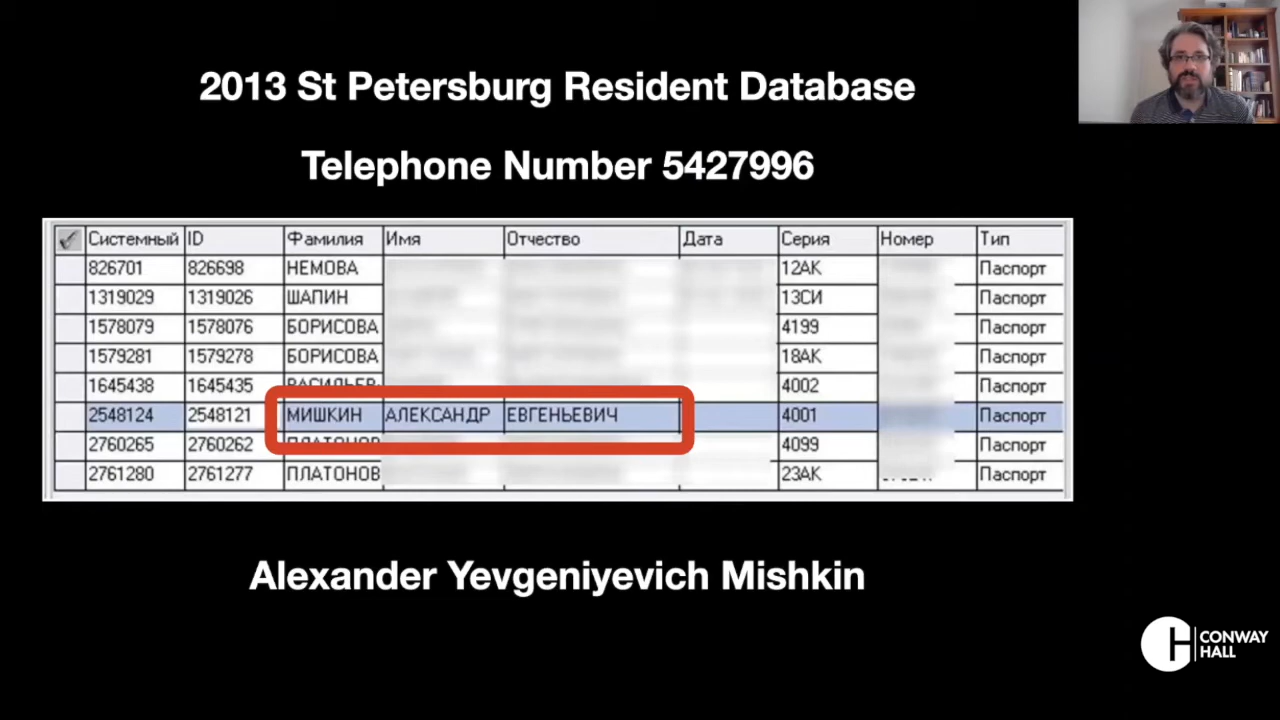 2013 St Petersburg Resident Database
Telephone Number 5427996
Системный ID Фамилия Имя Отчество Дата Серия Номер Тип
826701 826698 НЕМОВА 12АК Паспорт
1319029 1319026 ШАПИН 13СИ Паспорт
1578079 1578076 БОРИСОВА 4199 Паспорт
1579281 1579278 БОРИСОВА 18АК Паспорт
1645438 1645435 ВАСИЛЬЕВ 4002 Паспорт
2548124 2548121 МИШКИН АЛЕКСАНДР ЕВГЕНЬЕВИЧ 4001 Паспорт
2760265 2760262 ПЛАТОНОВ 4099 Паспорт
2761280 2761277 ПЛАТОНОВ 23АК Паспорт
Alexander Yevgeniyevich Mishkin
CONWAY
HALL